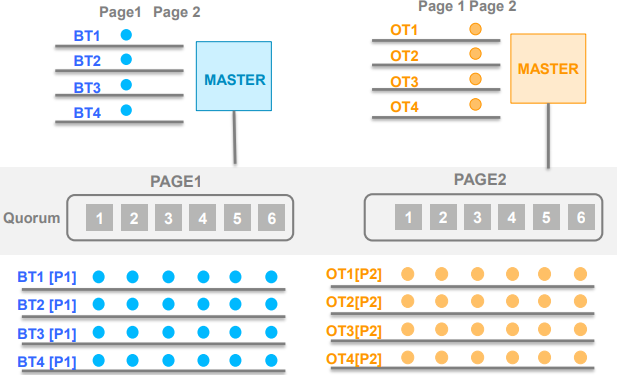 Page1 Page 2
BT1
BT2
BT3
BT4
MASTER
Page 1 Page 2
OT1
OT2
OT3
OT4
MASTER
PAGE1
Quorum 1 2 3 4 5 6
PAGE2
1 2 3 4 5 6
BT1 [P1]
BT2 [P1]
BT3 [P1]
BT4 [P1]
OT1[P2]
OT2[P2]
OT3[P2]
OT4[P2]